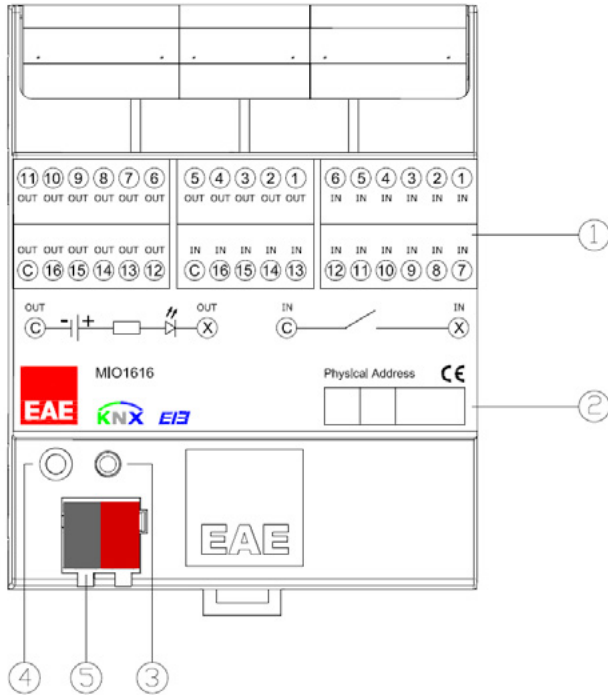 11 10 9 8 7 6 5 4 3 2 1 6 5 4 3 2 1
OUT OUT OUT OUT OUT OUT OUT OUT OUT OUT OUT IN IN IN IN IN IN
1
OUT OUT OUT OUT OUT OUT IN IN IN IN IN IN IN IN IN IN IN
C 16 15 14 13 12 C 16 15 14 13 12 11 10 9 8 7
OUT OUT IN IN
C - + X C X
MIO1616 Physical Address CE
EAE KNX EIB
2
EAE
4 5 3